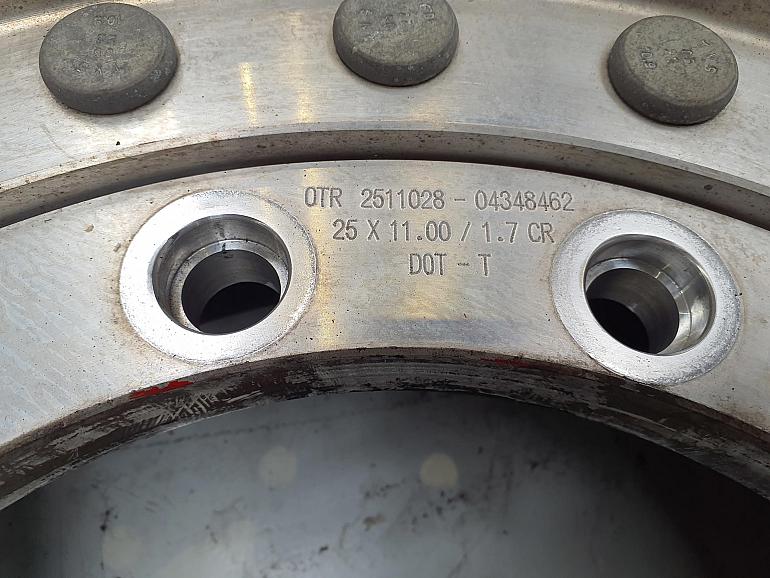 OTR 2511028 - 04348462
25 X 11.00 / 1.7 CR
DOT - T